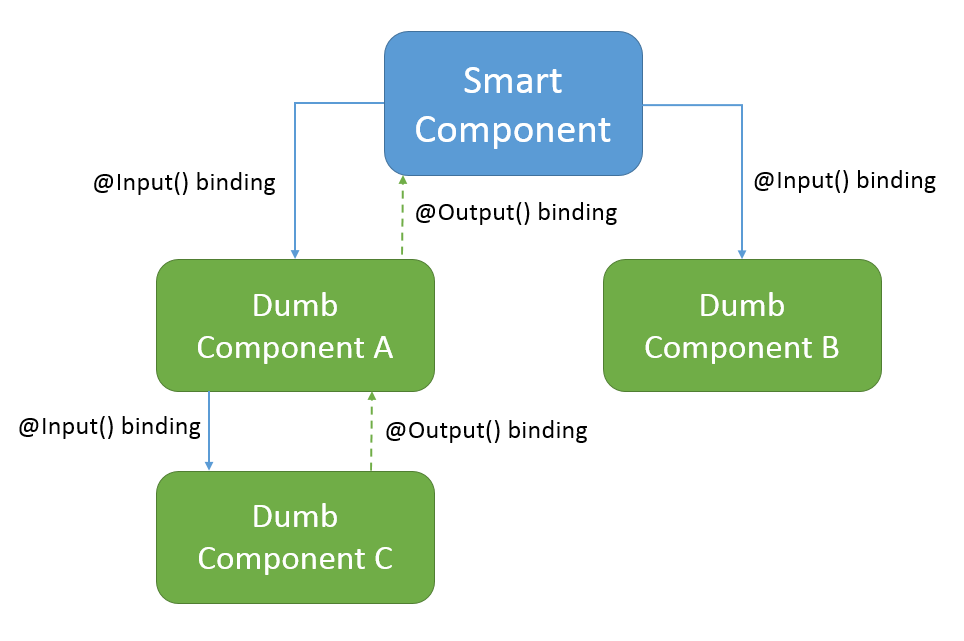 Smart
Component
@Input() binding
@Input() binding
@Output() binding
Dumb
Component A
Dumb
Component B
@Input() binding
@Output() binding
Dumb
Component C